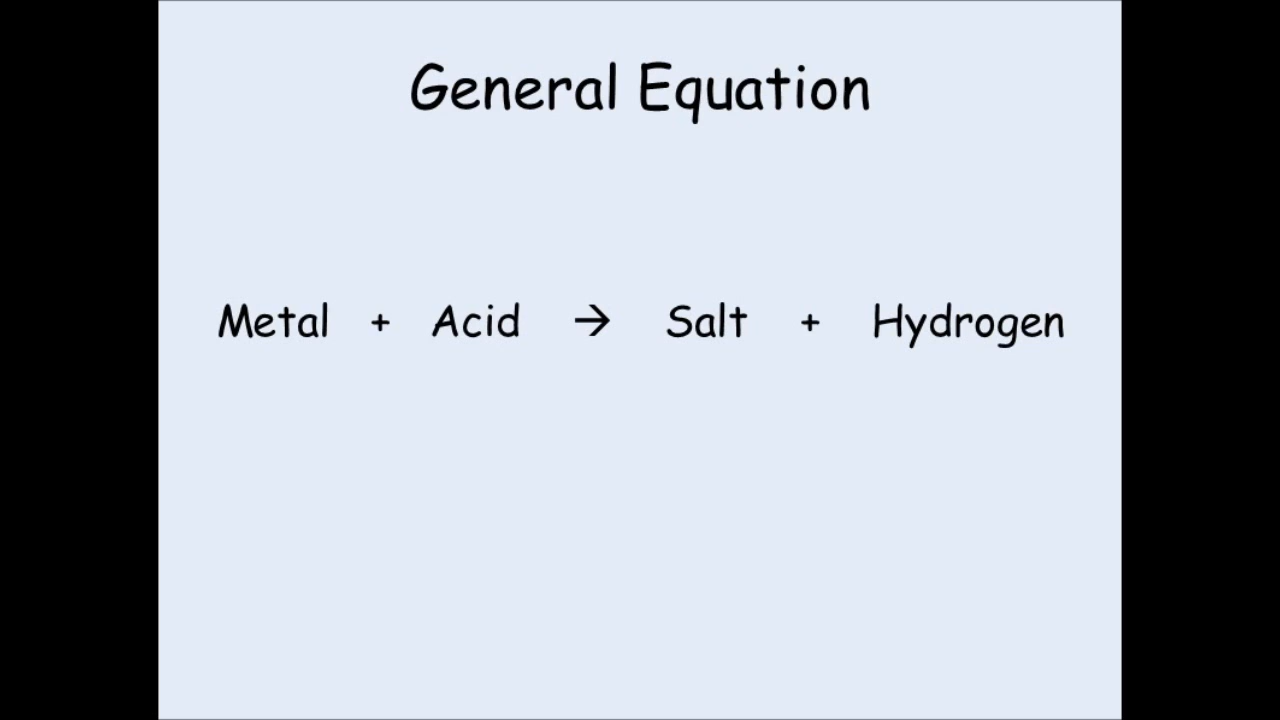 General Equation
Metal + Acid → Salt + Hydrogen